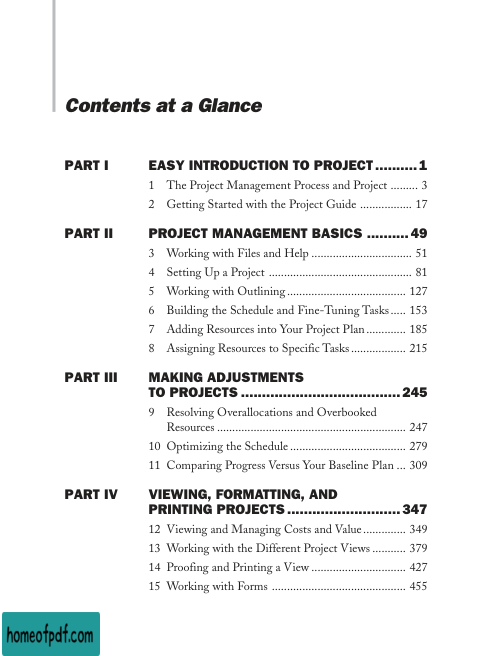 Contents at a Glance
PART I EASY INTRODUCTION TO PROJECT..........1
1 The Project Management Process and Project ......... 3
2 Getting Started with the Project Guide ................. 17
PART II PROJECT MANAGEMENT BASICS ..........49
3 Working with Files and Help ................................. 51
4 Setting Up a Project ............................................... 81
5 Working with Outlining ....................................... 127
6 Building the Schedule and Fine-Tuning Tasks..... 153
7 Adding Resources into Your Project Plan............. 185
8 Assigning Resources to Specific Tasks.................. 215
PART III MAKING ADJUSTMENTS
TO PROJECTS ......................................245
9 Resolving Overallocations and Overbooked
Resources .............................................................. 247
10 Optimizing the Schedule ...................................... 279
11 Comparing Progress Versus Your Baseline Plan ... 309
PART IV VIEWING, FORMATTING, AND
PRINTING PROJECTS ...........................347
12 Viewing and Managing Costs and Value.............. 349
13 Working with the Different Project Views ........... 379
14 Proofing and Printing a View ............................... 427
15 Working with Forms ............................................ 455
homeofpdf.com